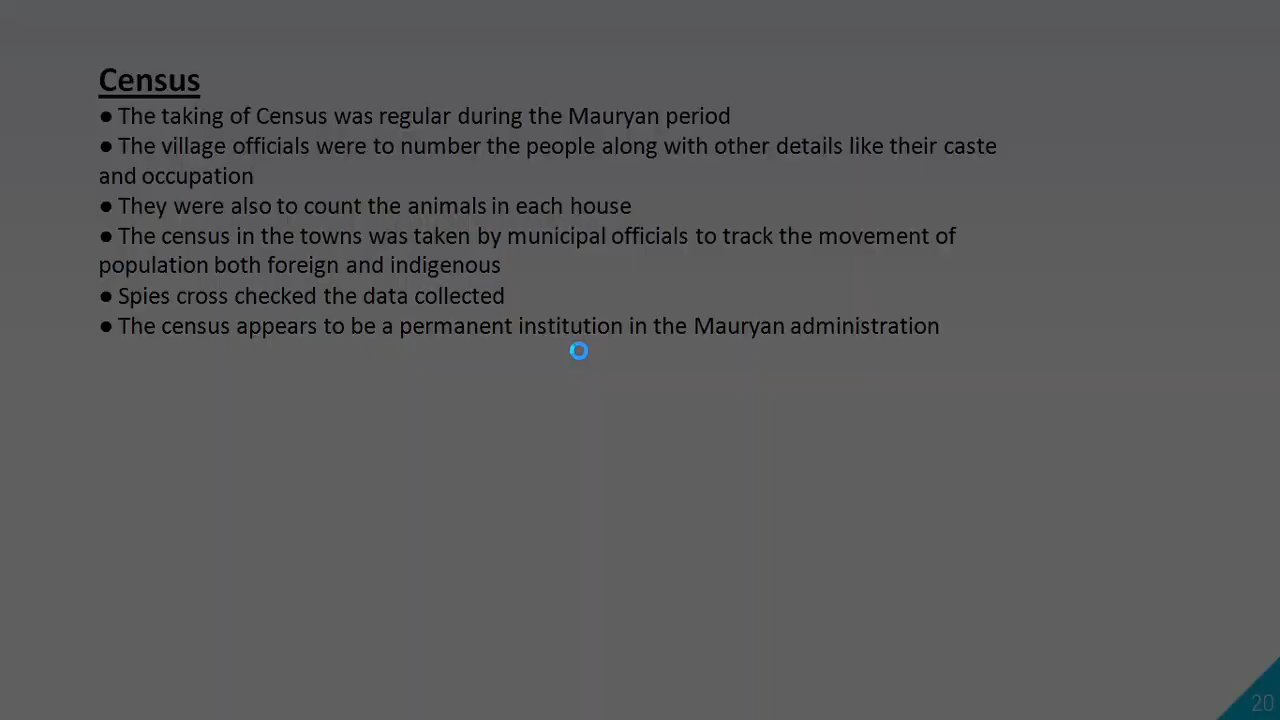 Census
● The taking of Census was regular during the Mauryan period
● The village officials were to number the people along with other details like their caste
and occupation
● They were also to count the animals in each house
● The census in the towns was taken by municipal officials to track the movement of
population both foreign and indigenous
● Spies cross checked the data collected
● The census appears to be a permanent institution in the Mauryan administration
20